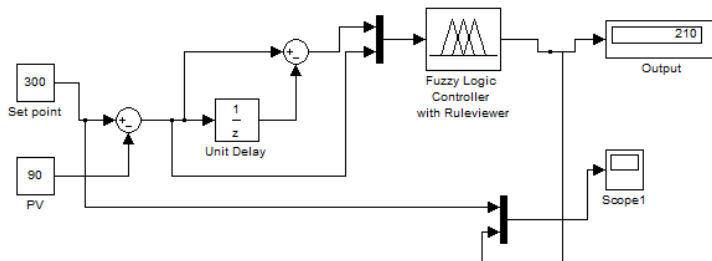 300
Set point
90
PV
+
-
1
z
Unit Delay
+
-
Fuzzy Logic
Controller
with Ruleviewer
210
Output
Scope1